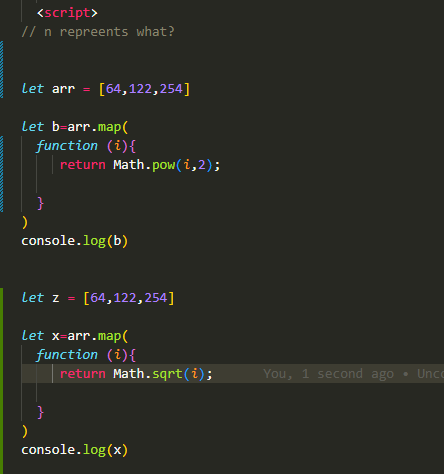 <script>
// n repreents what?
let arr = [64,122,254]
let b=arr.map(
function (i){
return Math.pow(i,2);
}
)
console.log(b)
let z = [64,122,254]
let x=arr.map(
function (i){
return Math.sqrt(i); You, 1 second ago • Unco
}
)
console.log(x)